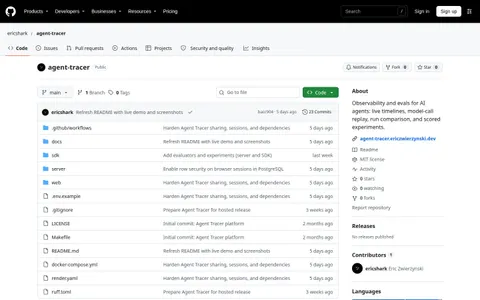 Product Developers Business Resources Pricing
Search Sign in Sign up
ericzhark / agent-tracer
Code Issues Pull requests Actions Projects Security and quality Insights
agent-tracer Public
Notifications Fork 0 Star 0
main 1 Branch 0 Tags
Go to file
Code
ericzhark Refresh README with live demo and screenshots
5 days ago 23 Commits
.github/workflows Harden Agent Tracer sharing, sessions, and dependencies 5 days ago
docs Refresh README with live demo and screenshots 5 days ago
sdk Add evaluators and experiments (server and SDK) last week
server Enable row security on browser sessions in PostgreSQL 5 days ago
web Harden Agent Tracer sharing, sessions, and dependencies 5 days ago
.env.example Harden Agent Tracer sharing, sessions, and dependencies 5 days ago
.gitignore Prepare Agent Tracer for hosted release 3 weeks ago
LICENSE Initial commit: Agent Tracer platform 2 months ago
Makefile Initial commit: Agent Tracer platform 2 months ago
README.md Refresh README with live demo and screenshots 5 days ago
docker-compose.yml Harden Agent Tracer sharing, sessions, and dependencies 5 days ago
render.yaml Harden Agent Tracer sharing, sessions, and dependencies 5 days ago
ruff.toml Prepare Agent Tracer for hosted release 3 weeks ago
About
Observability and evals for AI
agents: live timelines, model-call
replay, run comparison, and scored
experiments.
agent-tracer.ericzwierzynski.dev
Readme
MIT license
Activity
0 stars
0 watching
0 forks
Report repository
Releases
No releases published
Contributors 1
ericzhark Eric Zwierzynski
Languages